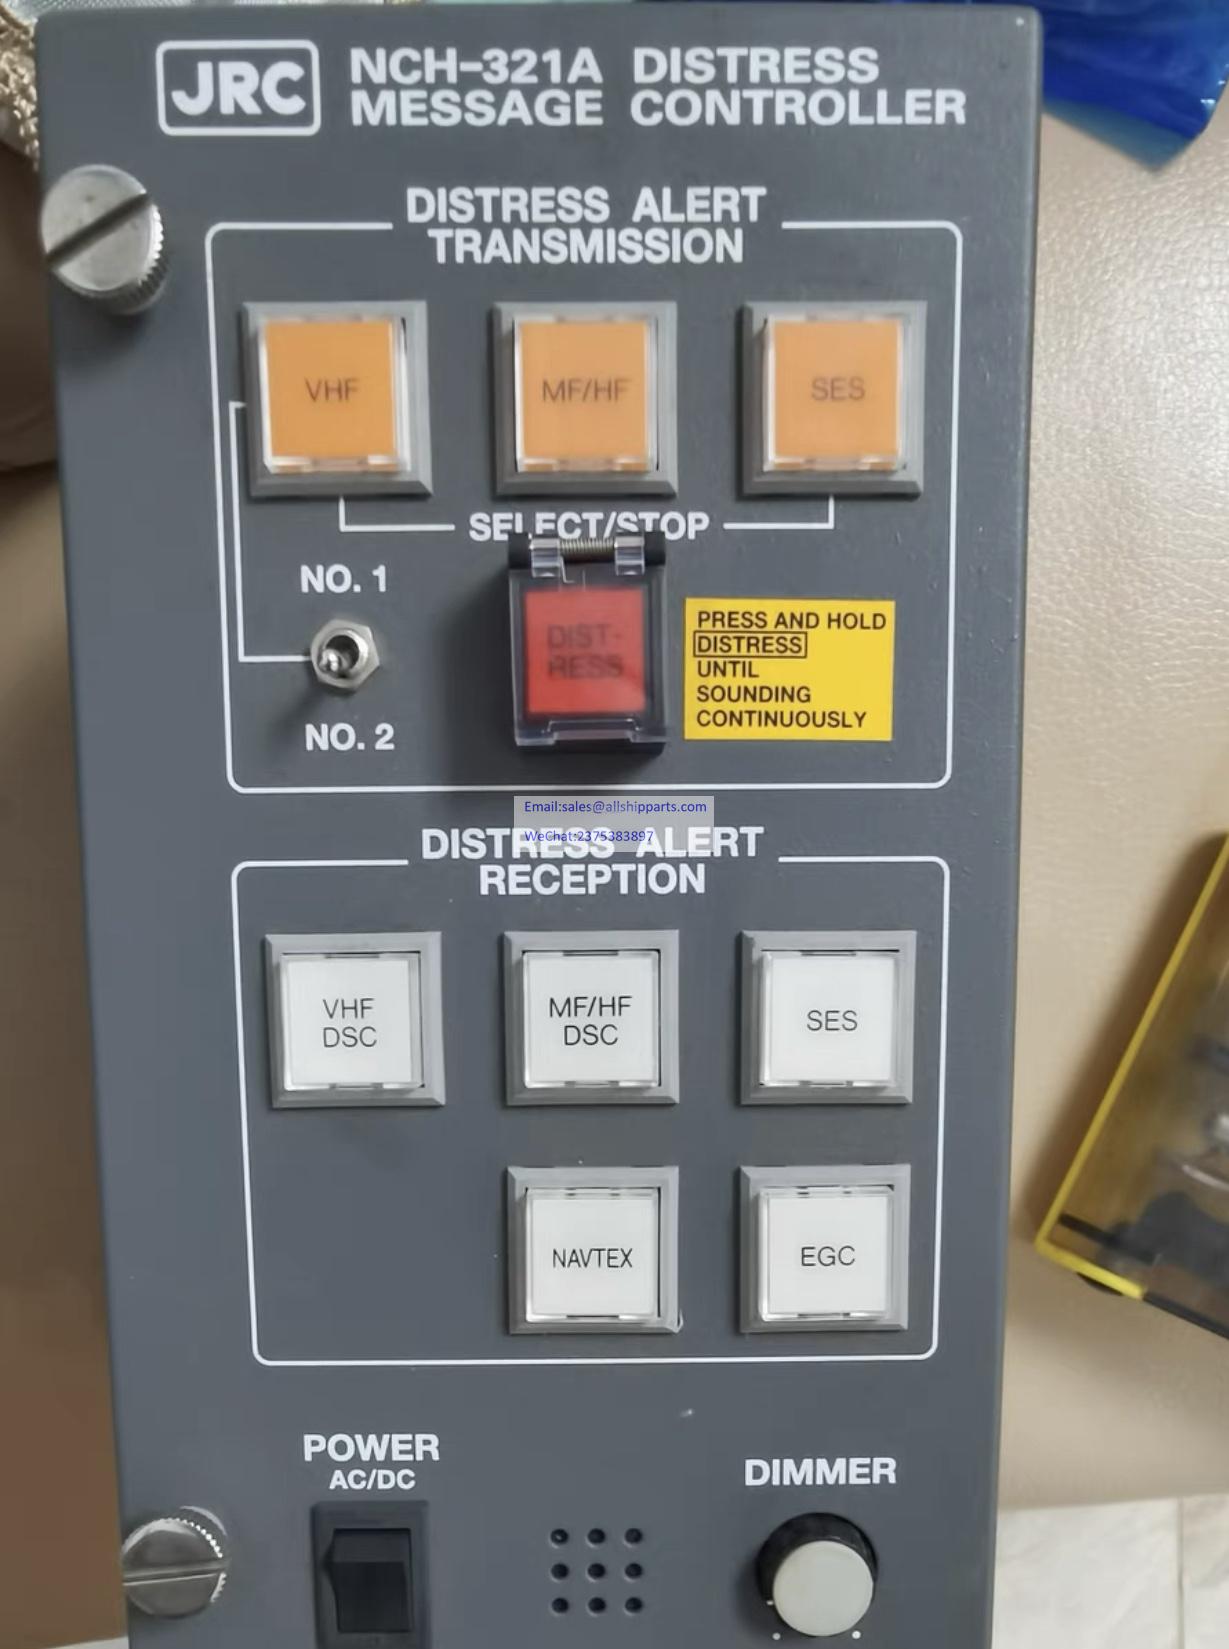 JRC
NCH-321A DISTRESS
MESSAGE CONTROLLER
DISTRESS ALERT
TRANSMISSION
VHF
MF/HF
SES
SELECT/STOP
NO. 1
NO. 2
DIST-
RESS
PRESS AND HOLD
DISTRESS
UNTIL
SOUNDING
CONTINUOUSLY
Email:sales@allshipparts.com
WeChat:2375383897
DISTRESS ALERT
RECEPTION
VHF
DSC
MF/HF
DSC
SES
NAVTEX
EGC
POWER
AC/DC
DIMMER